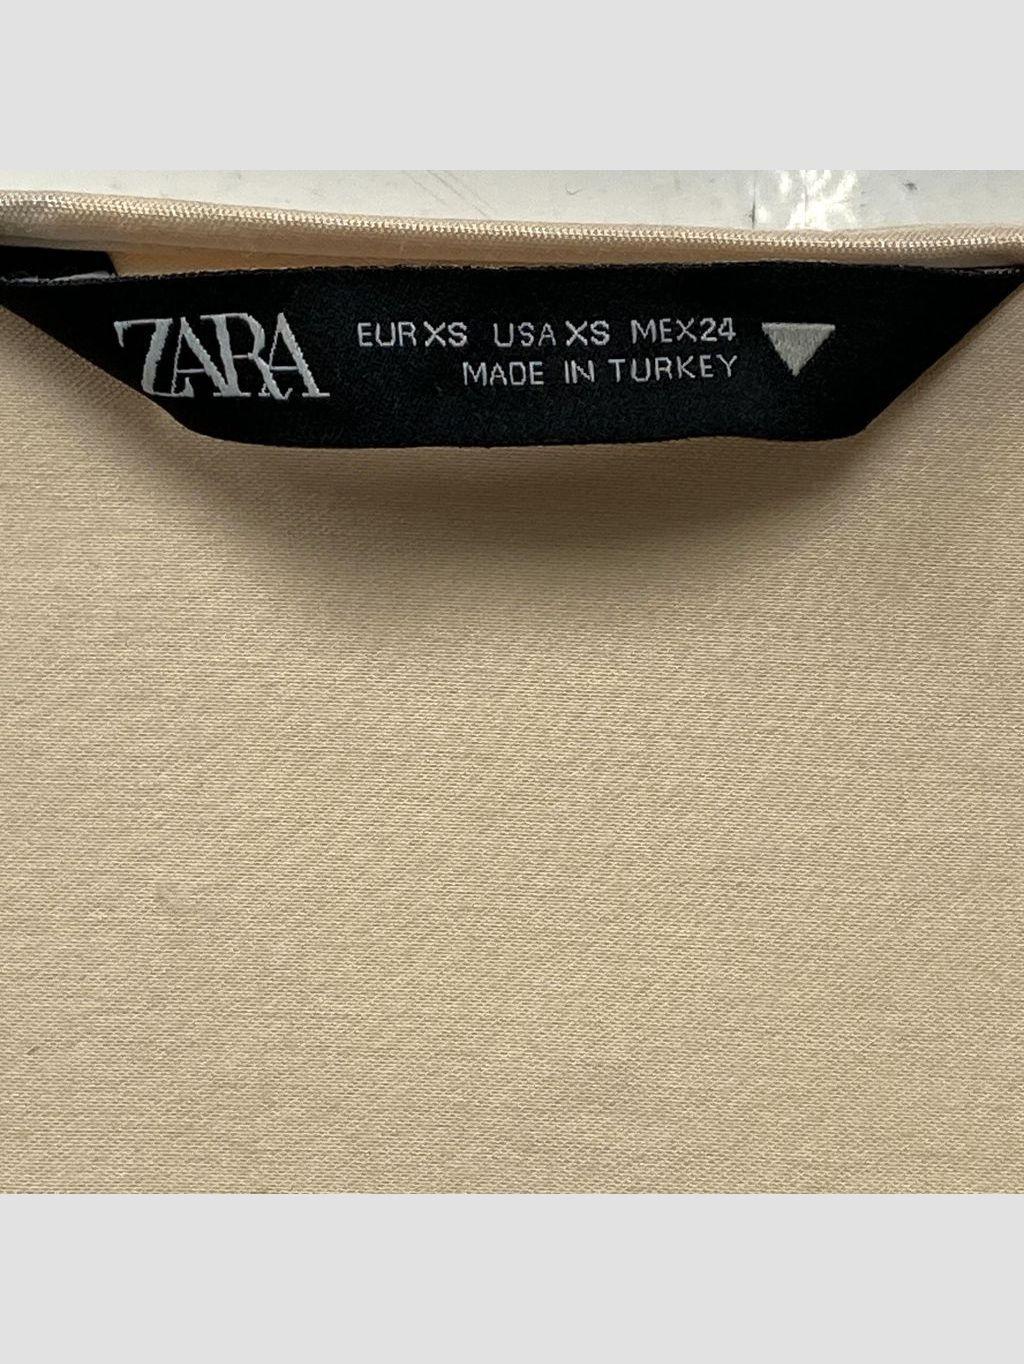 ZARA
EUR XS USA XS MEX 24
MADE IN TURKEY